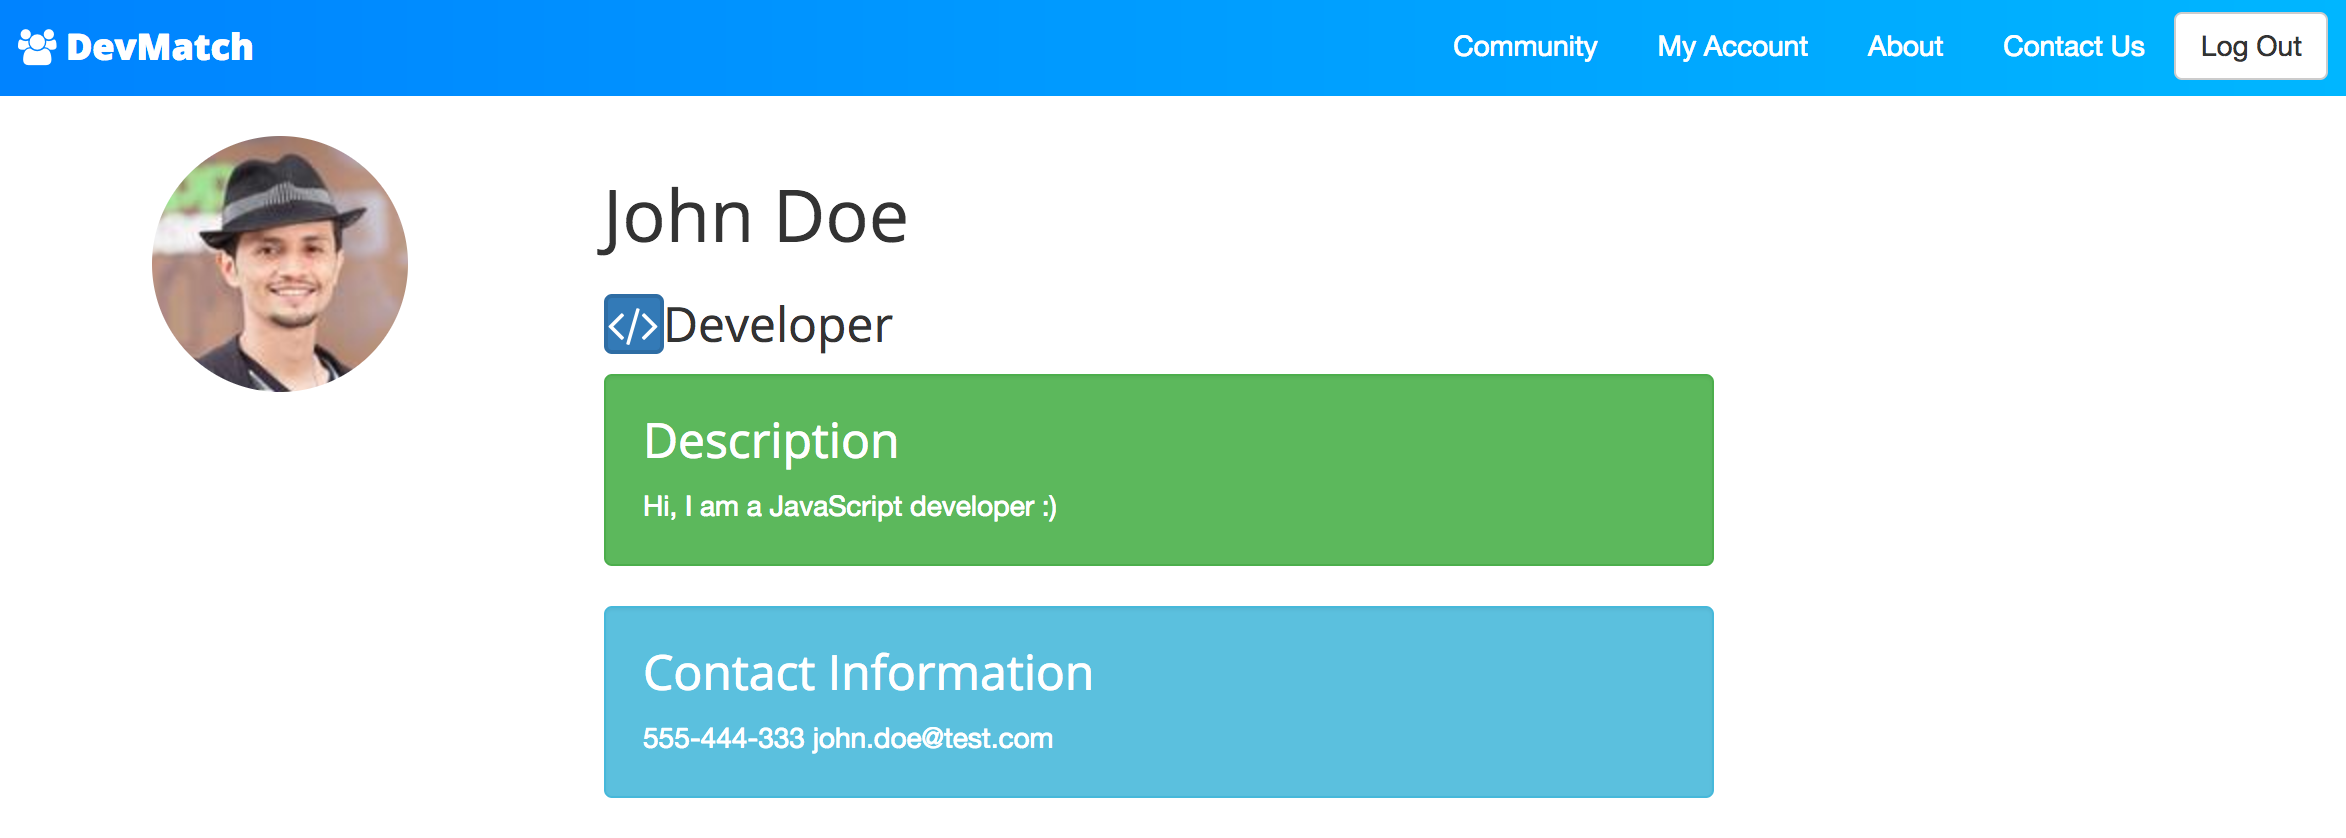 DevMatch Community My Account About Contact Us Log Out
John Doe
</>Developer
Description
Hi, I am a JavaScript developer :)
Contact Information
555-444-333 john.doe@test.com